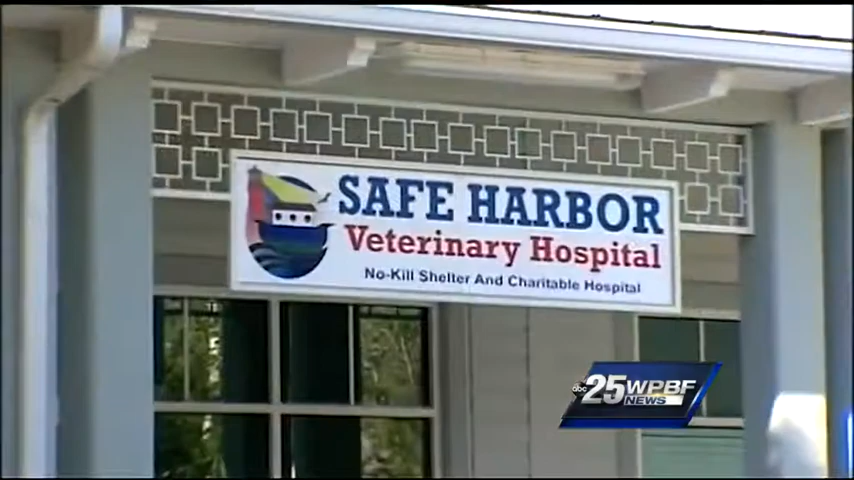 SAFE HARBOR
Veterinary Hospital
No-Kill Shelter And Charitable Hospital
abc 25 WPBF
NEWS